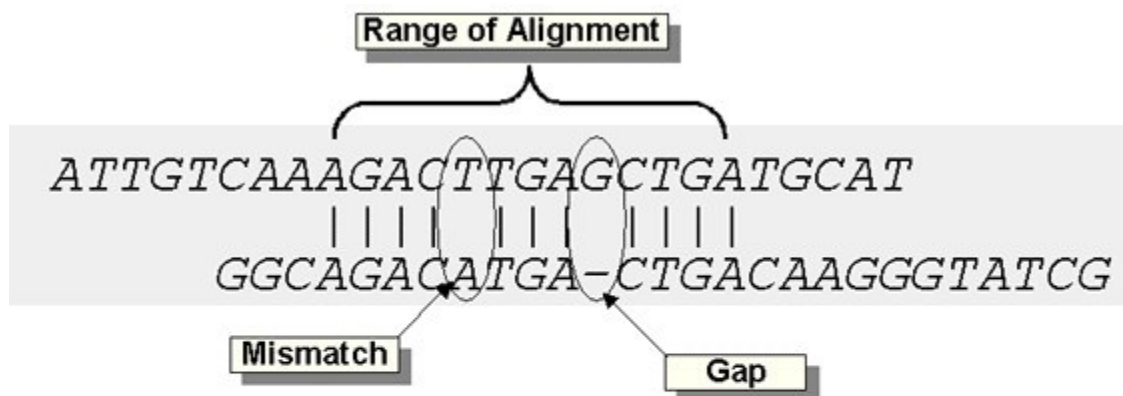 Range of Alignment
ATTGTCAAAGACTTGAGCTGATGCAT
| | | | | | | | | | |
GGCAGACATGA-CTGACAAGGGTATCG
Mismatch
Gap